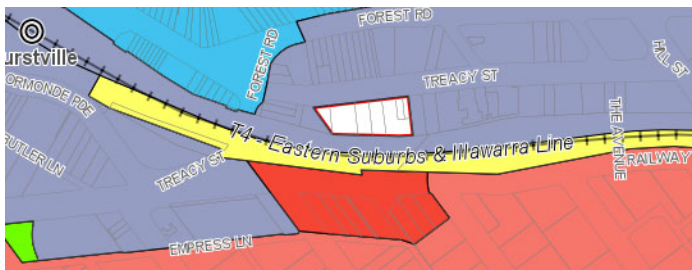 FOREST RD
urstville
FOREST RD
HILL ST
TREACY ST
ORMONDE PDE
THE AVENUE
T4 - Eastern Suburbs & Illawarra Line
BUTLER LN
TREACY ST
RAILWAY
EMPRESS LN